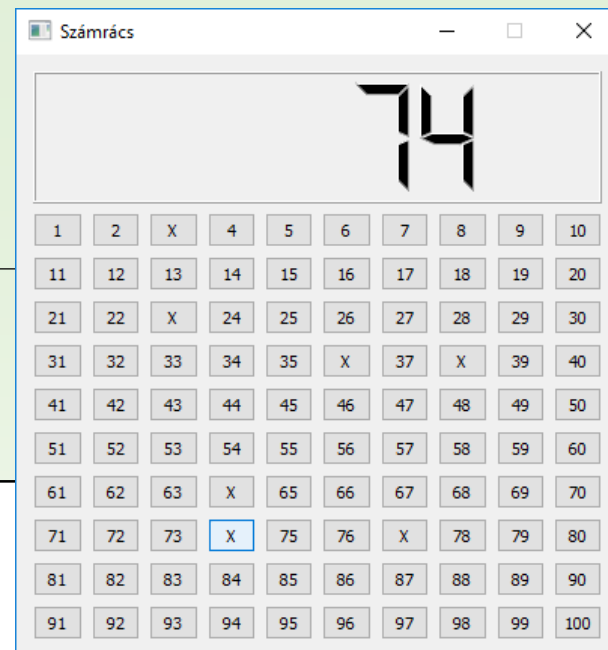 Számrács
74
1 2 X 4 5 6 7 8 9 10
11 12 13 14 15 16 17 18 19 20
21 22 X 24 25 26 27 28 29 30
31 32 33 34 35 X 37 X 39 40
41 42 43 44 45 46 47 48 49 50
51 52 53 54 55 56 57 58 59 60
61 62 63 X 65 66 67 68 69 70
71 72 73 X 75 76 X 78 79 80
81 82 83 84 85 86 87 88 89 90
91 92 93 94 95 96 97 98 99 100